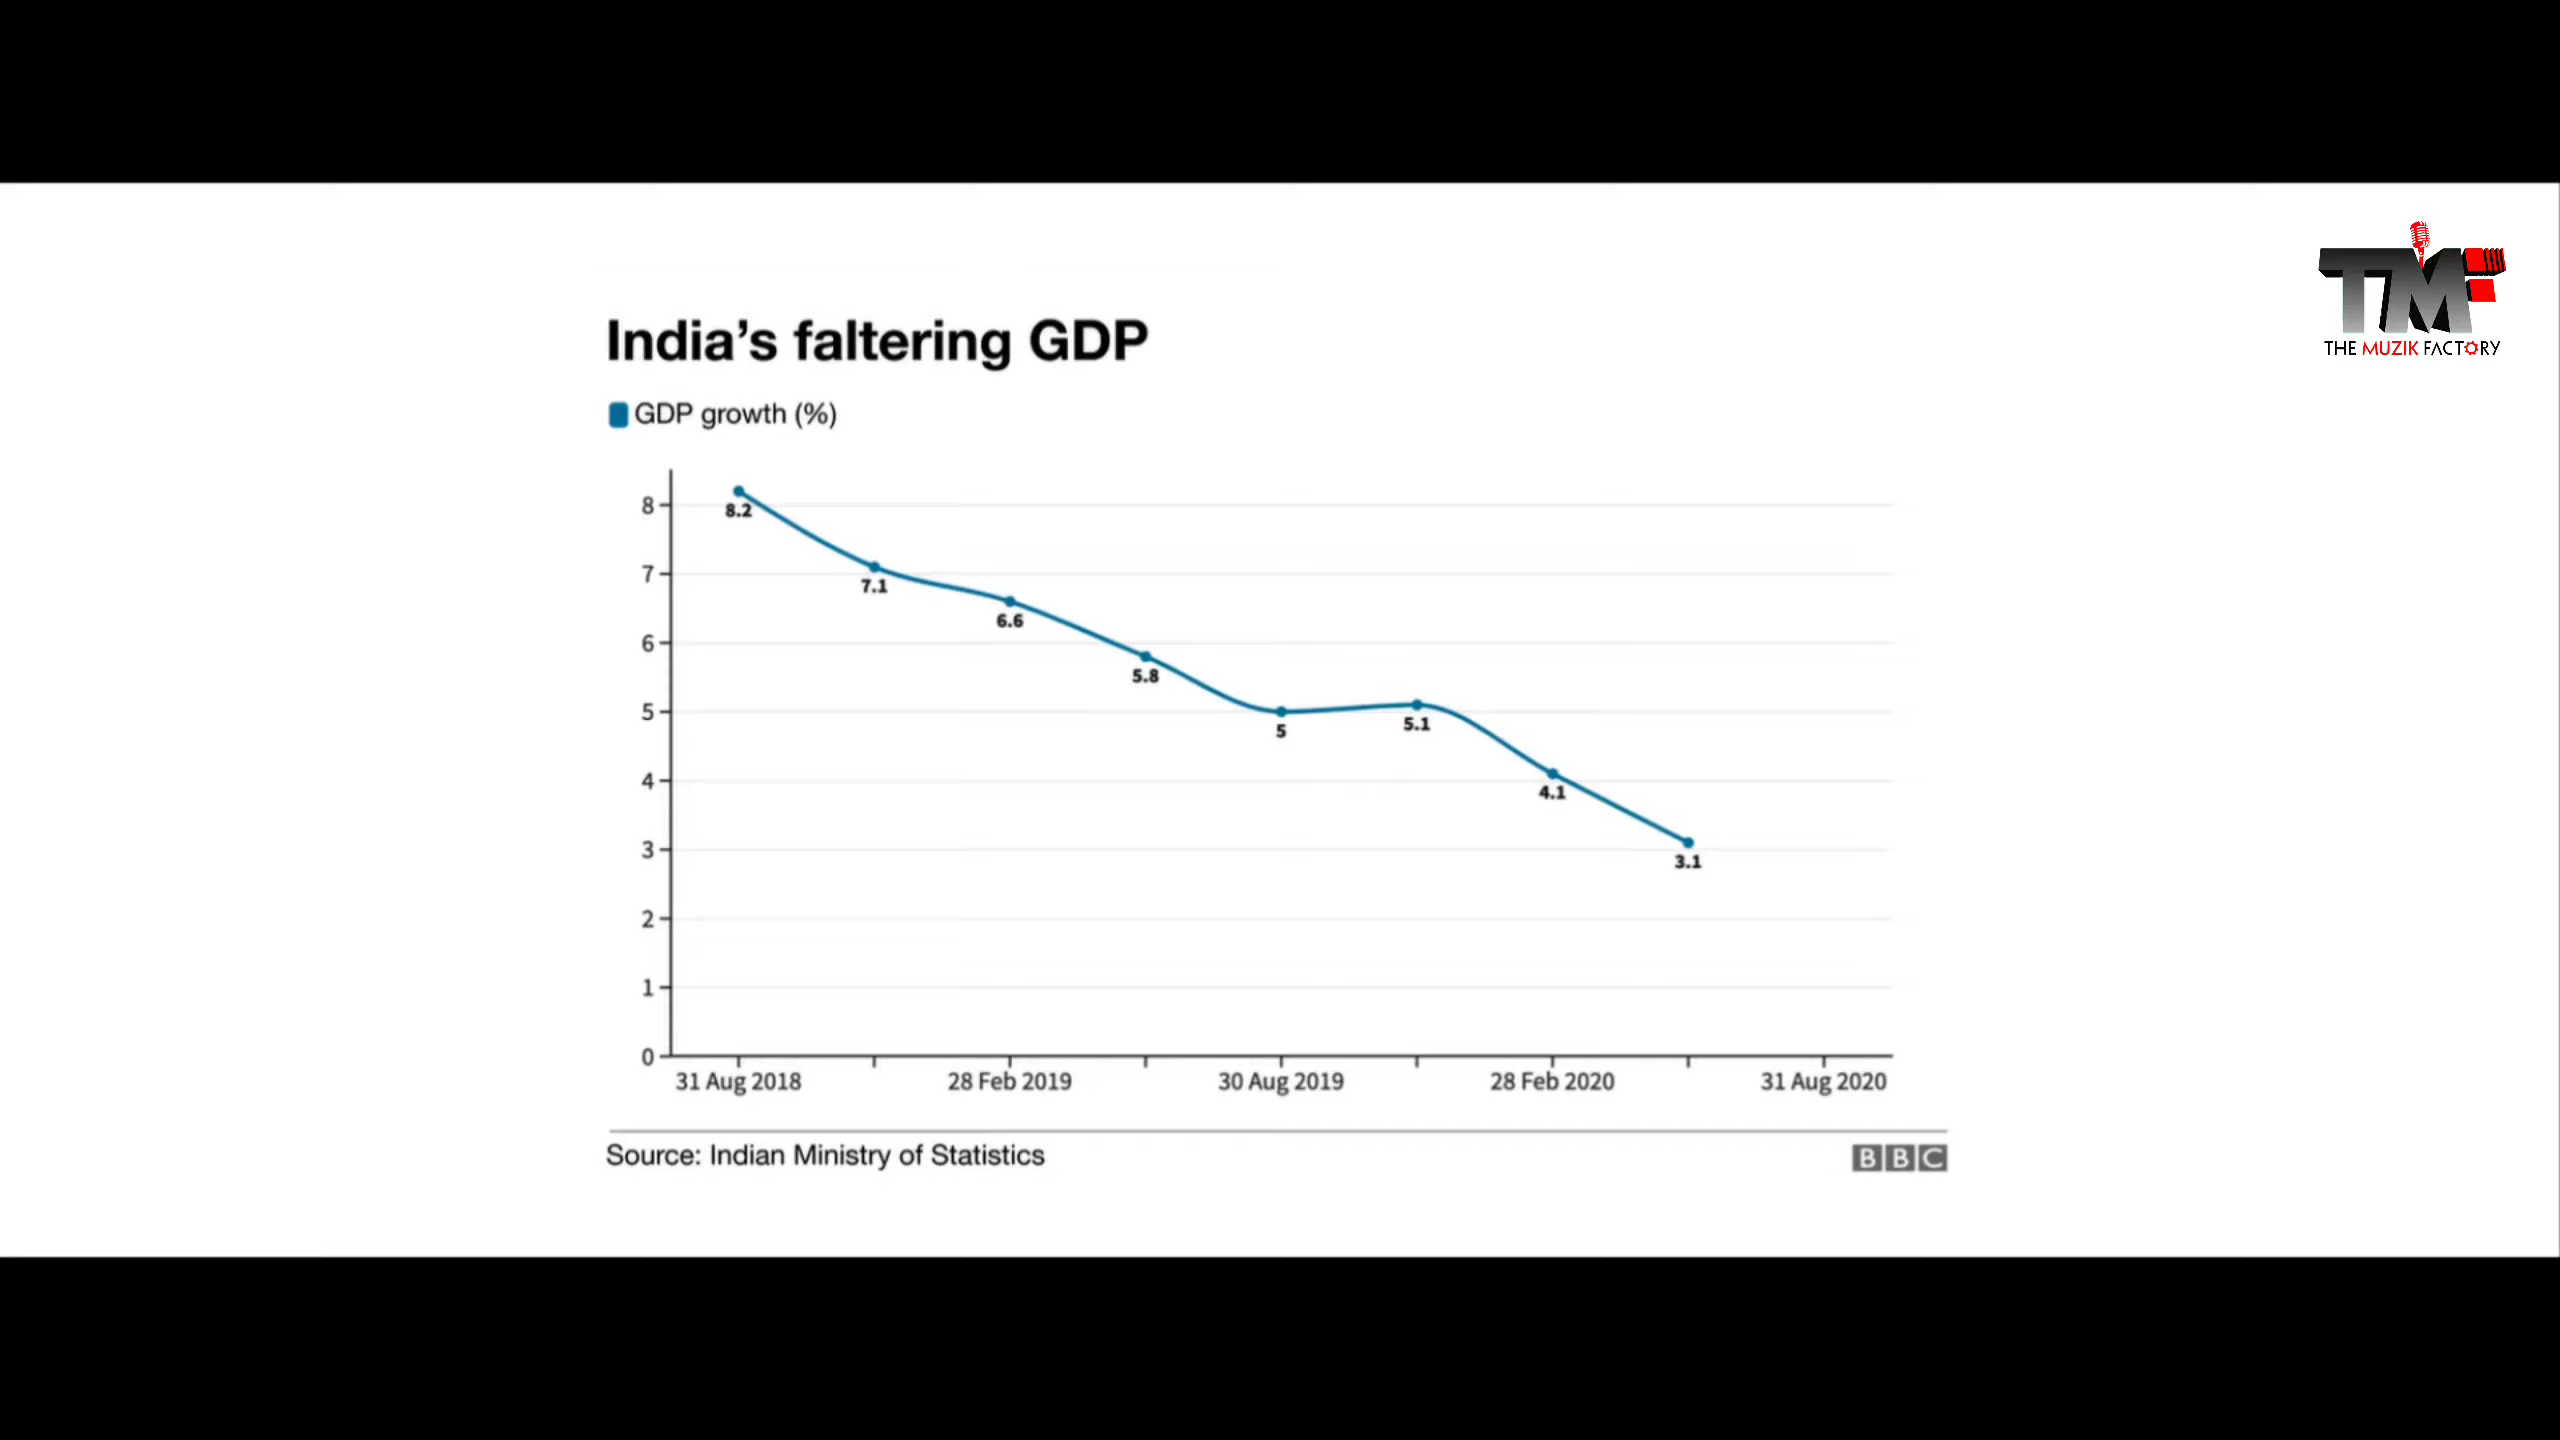 TMF
THE MUZIK FACTORY
India's faltering GDP
GDP growth (%)
8
7
6
5
4
3
2
1
0
8.2
7.1
6.6
5.8
5
5.1
4.1
3.1
31 Aug 2018
28 Feb 2019
30 Aug 2019
28 Feb 2020
31 Aug 2020
Source: Indian Ministry of Statistics
BBC